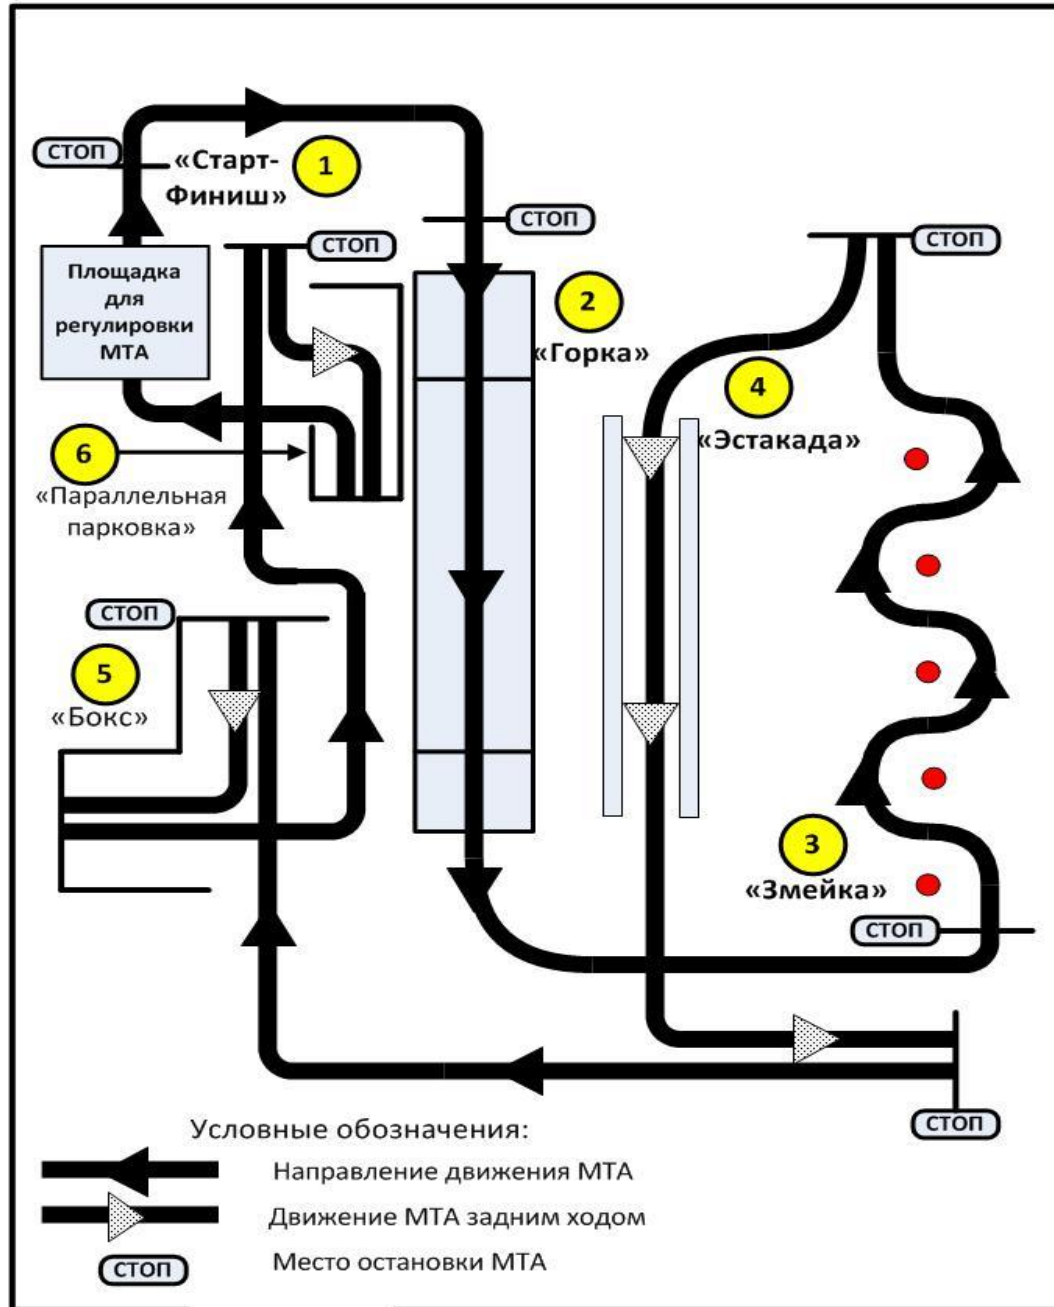 СТОП
«Старт-
Финиш»
1
СТОП
СТОП
СТОП
Площадка
для
регулировки
МТА
2
«Горка»
4
«Эстакада»
6
«Параллельная
парковка»
СТОП
5
«Бокс»
3
«Змейка»
СТОП
СТОП
Условные обозначения:
Направление движения МТА
Движение МТА задним ходом
СТОП
Место остановки МТА